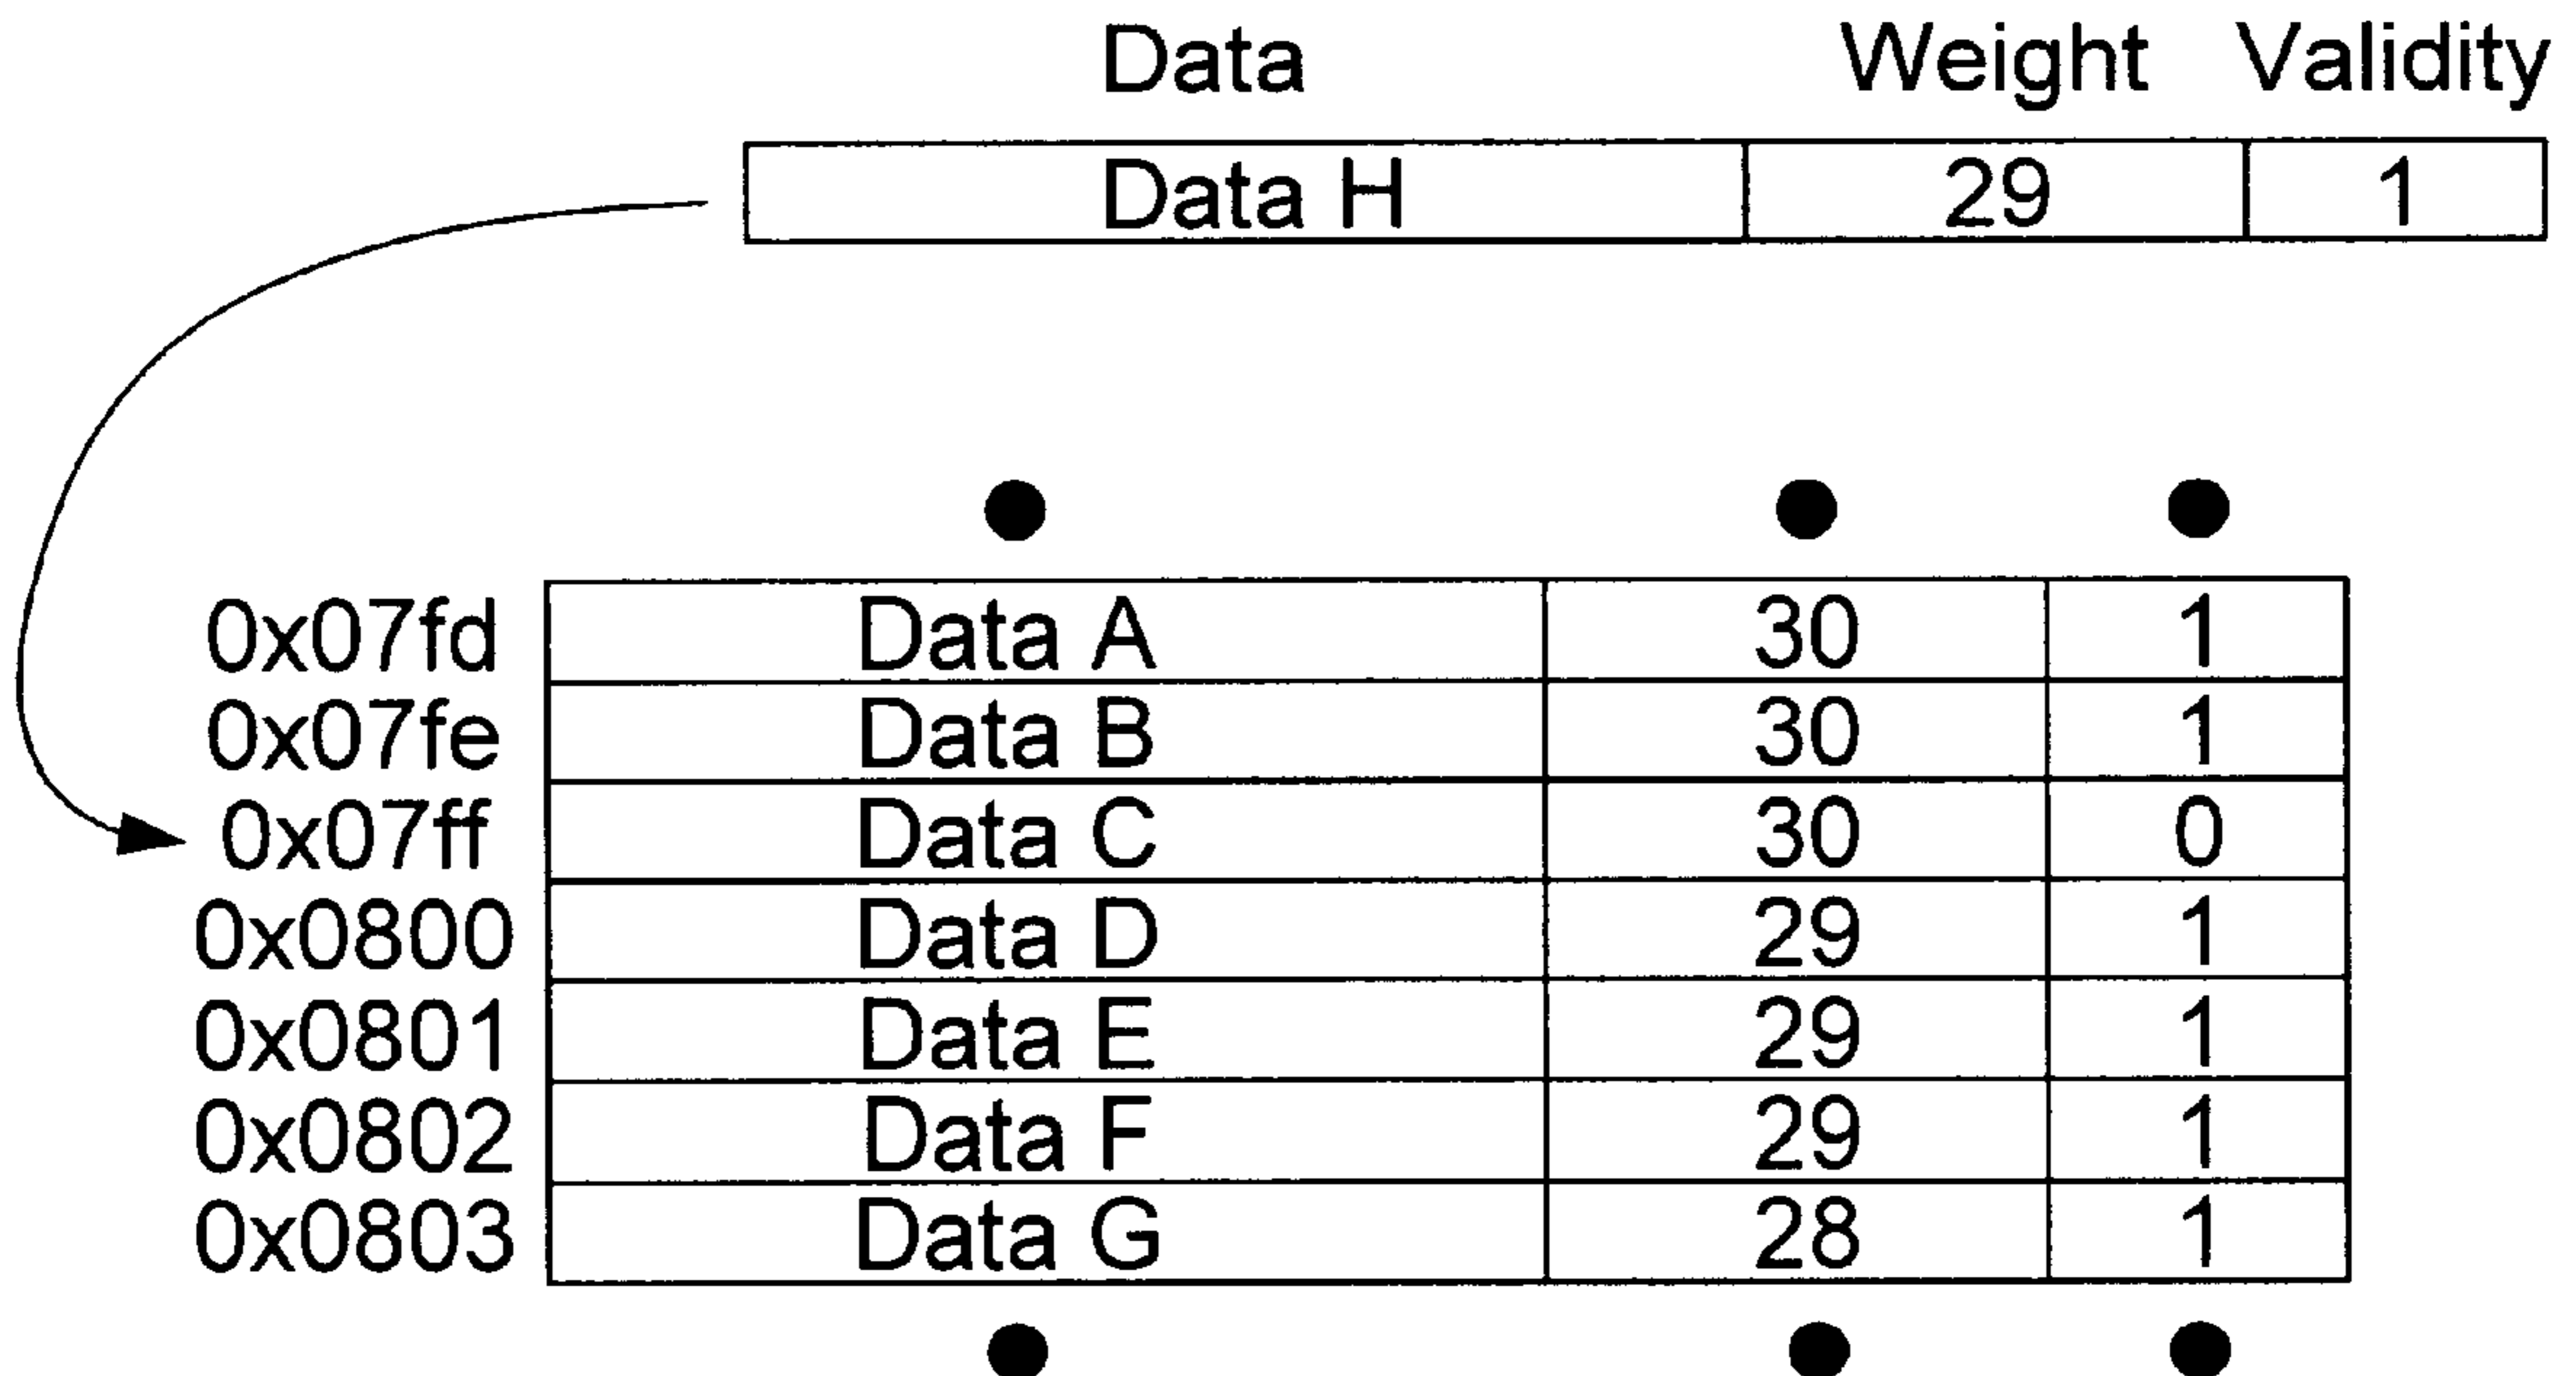 Data Weight Validity
Data H 29 1
0x07fd Data A 30 1
0x07fe Data B 30 1
0x07ff Data C 30 0
0x0800 Data D 29 1
0x0801 Data E 29 1
0x0802 Data F 29 1
0x0803 Data G 28 1